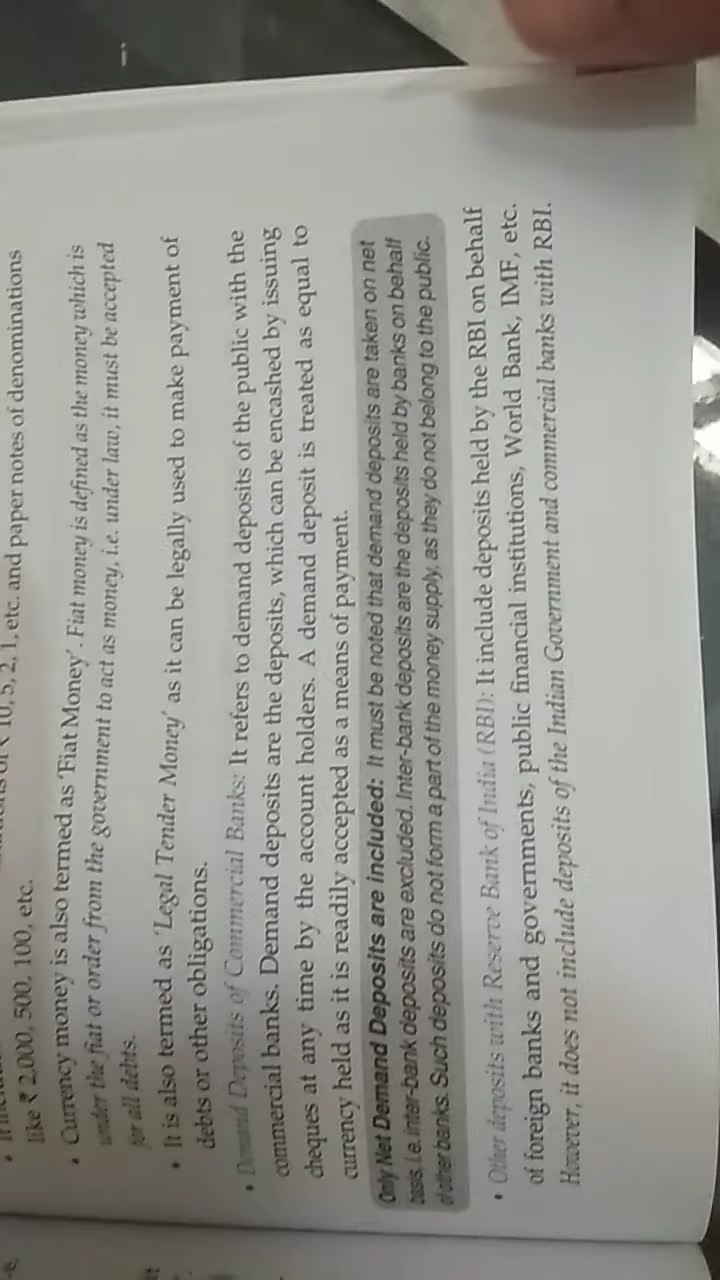 10, 5, 2, 1, etc. and paper notes of denominations
like ₹ 2,000, 500, 100, etc.
• Currency money is also termed as 'Fiat Money'. Fiat money is defined as the money which is
under the fiat or order from the government to act as money, i.e. under law, it must be accepted
for all debts.
• It is also termed as 'Legal Tender Money' as it can be legally used to make payment of
debts or other obligations.
• Demand Deposits of Commercial Banks: It refers to demand deposits of the public with the
commercial banks. Demand deposits are the deposits, which can be encashed by issuing
cheques at any time by the account holders. A demand deposit is treated as equal to
currency held as it is readily accepted as a means of payment.
Only Net Demand Deposits are included: It must be noted that demand deposits are taken on net
basis, i.e. inter-bank deposits are excluded. Inter-bank deposits are the deposits held by banks on behalf
of other banks. Such deposits do not form a part of the money supply, as they do not belong to the public.
• Other deposits with Reserve Bank of India (RBI): It include deposits held by the RBI on behalf
of foreign banks and governments, public financial institutions, World Bank, IMF, etc.
However, it does not include deposits of the Indian Government and commercial banks with RBI.